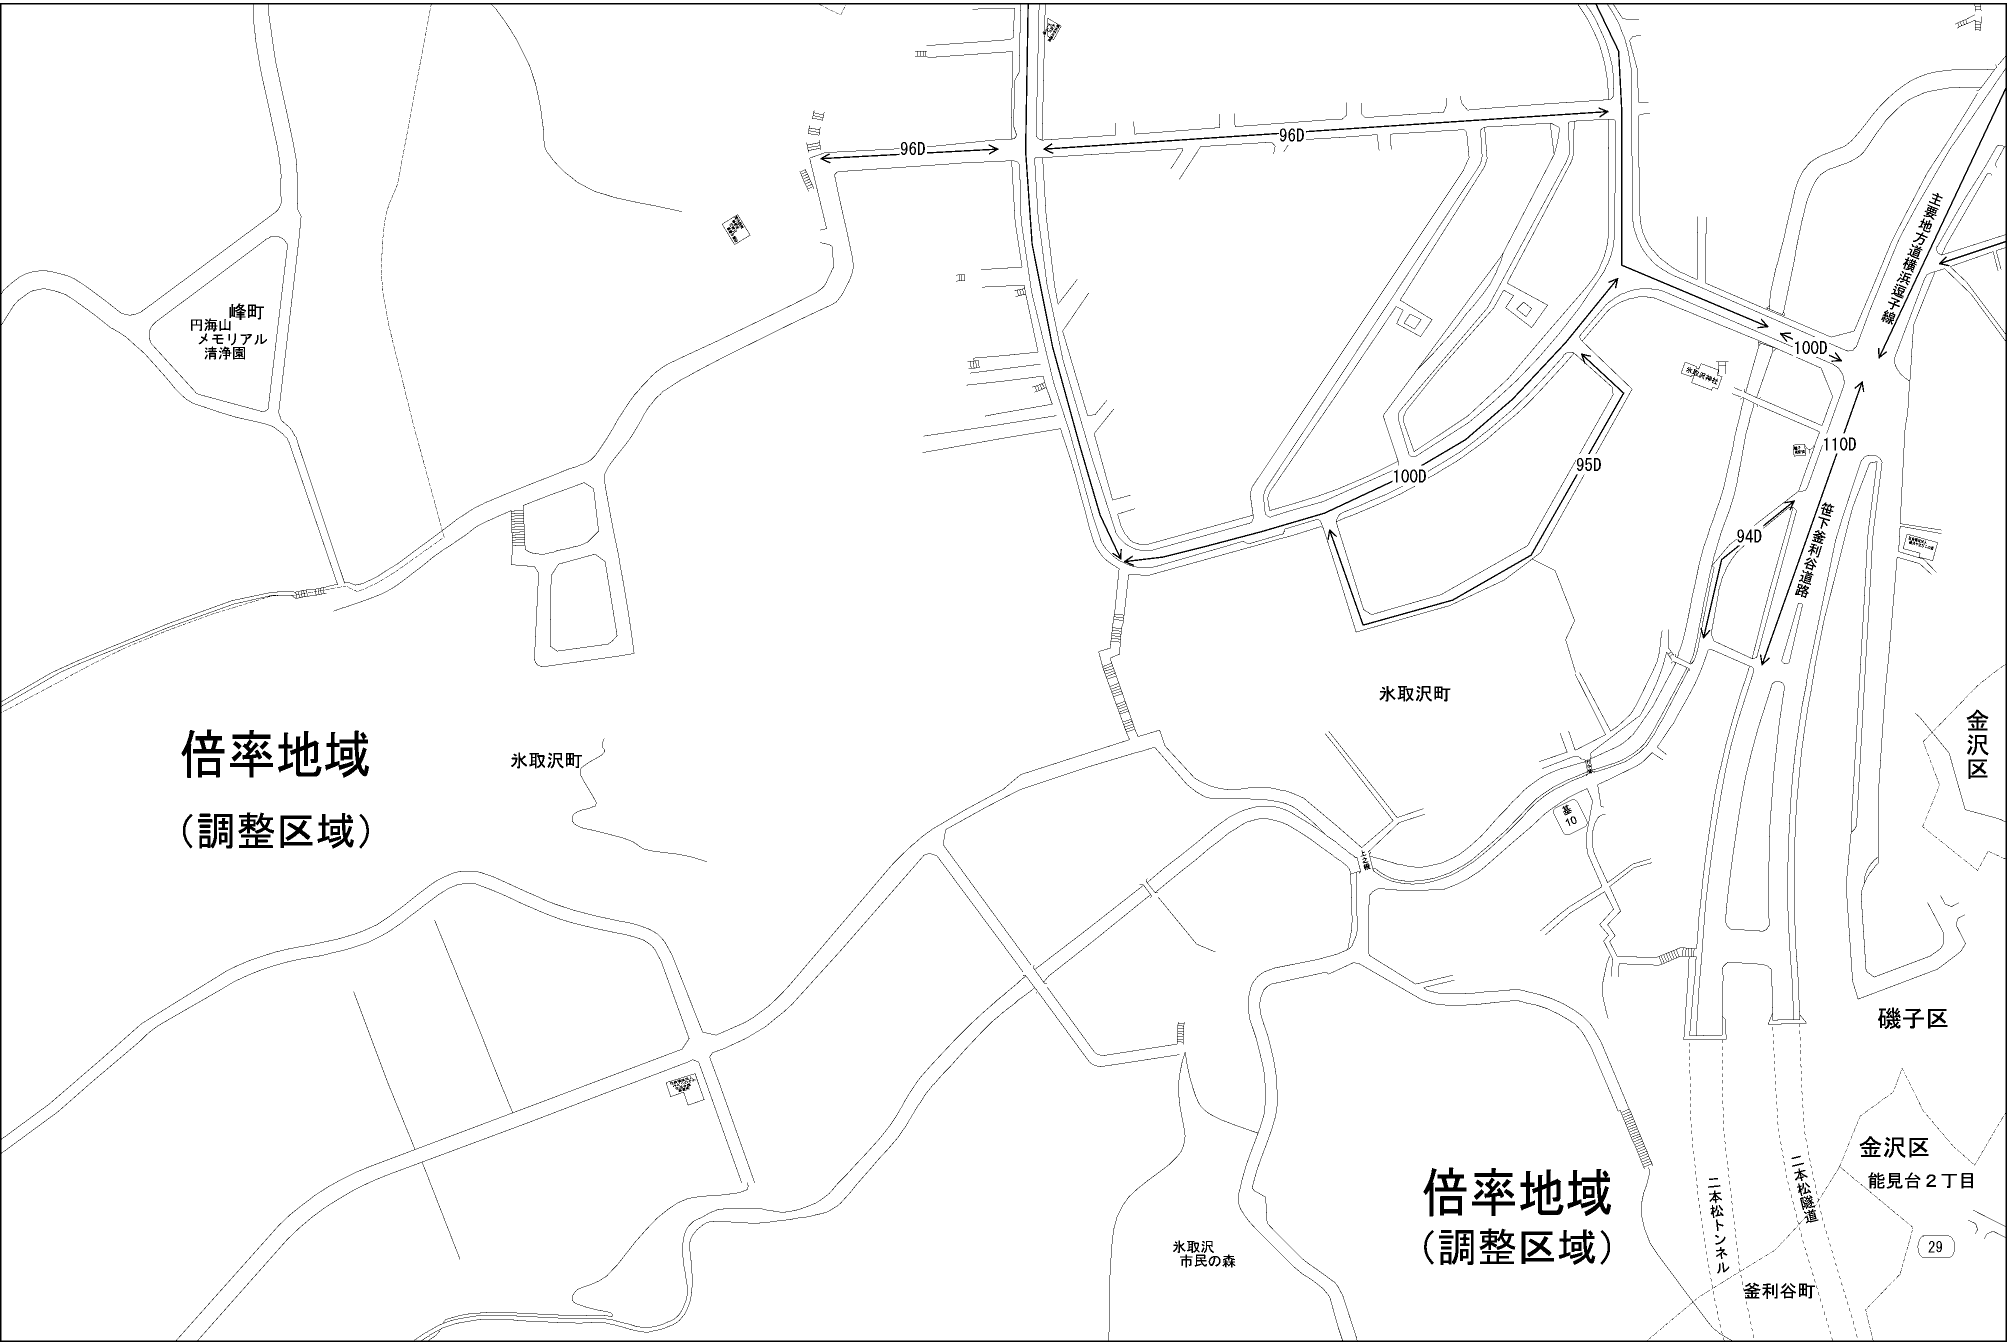 96D
96D
主要地方道横浜逗子線
峰町
円海山
メモリアル
清浄園
100D
氷取沢神社
110D
95D
100D
笹下釜利谷道路
94D
氷取沢町
金沢区
倍率地域
(調整区域)
氷取沢町
基
10
磯子区
金沢区
能見台2丁目
倍率地域
(調整区域)
二本松トンネル
二本松隧道
氷取沢
市民の森
29
釜利谷町